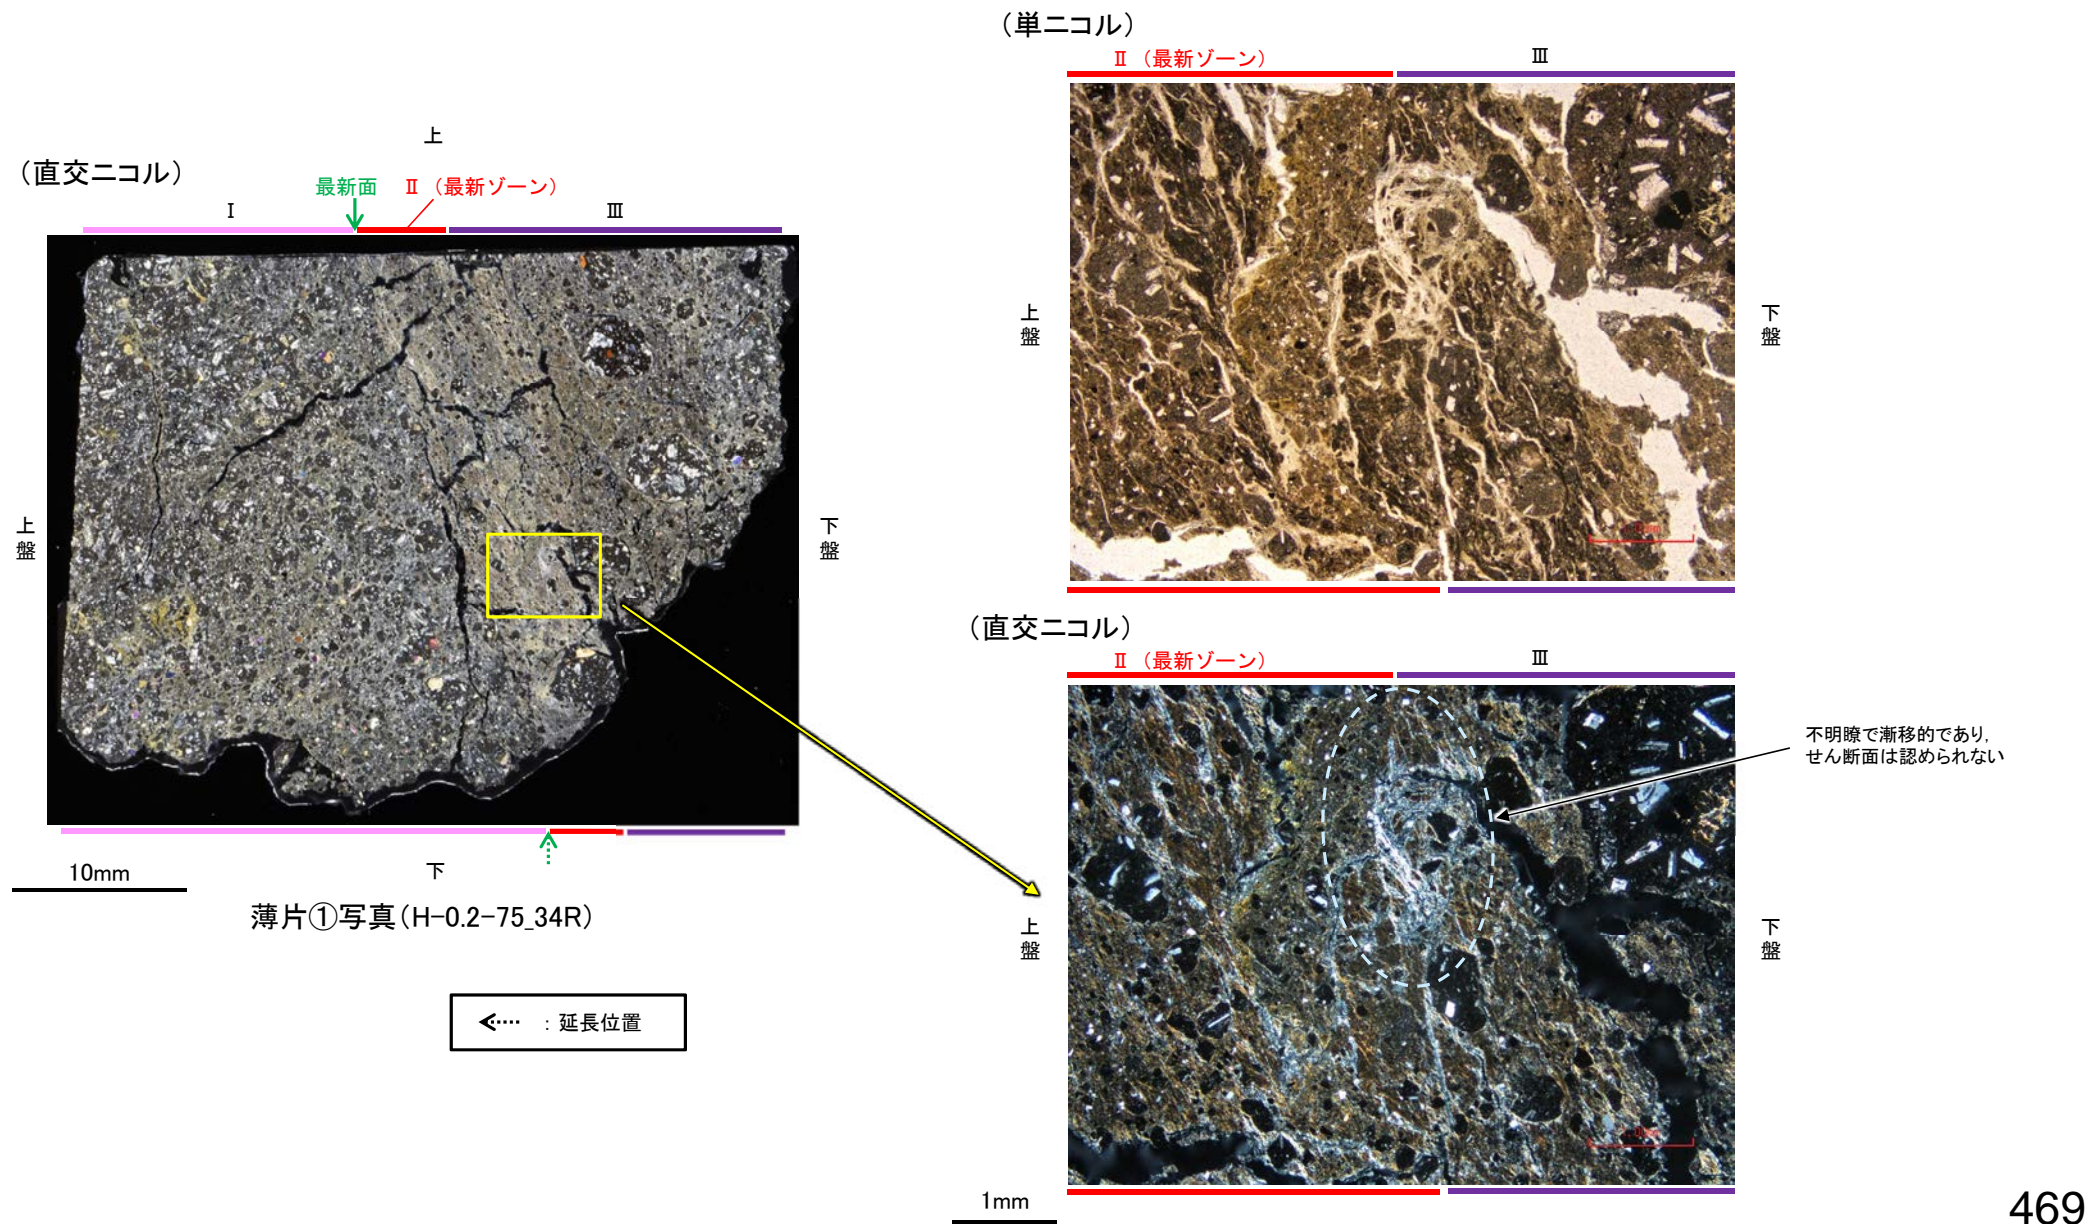 (単ニコル)
Ⅱ (最新ゾーン)
Ⅲ
上
(直交ニコル)
最新面
Ⅱ (最新ゾーン)
Ⅰ
Ⅲ
上盤
下盤
上盤
下盤
下
10mm
薄片①写真(H-0.2-75_34R)
←‥‥ : 延長位置
(直交ニコル)
Ⅱ (最新ゾーン)
Ⅲ
不明瞭で漸移的であり,
せん断面は認められない
上盤
下盤
1mm
469